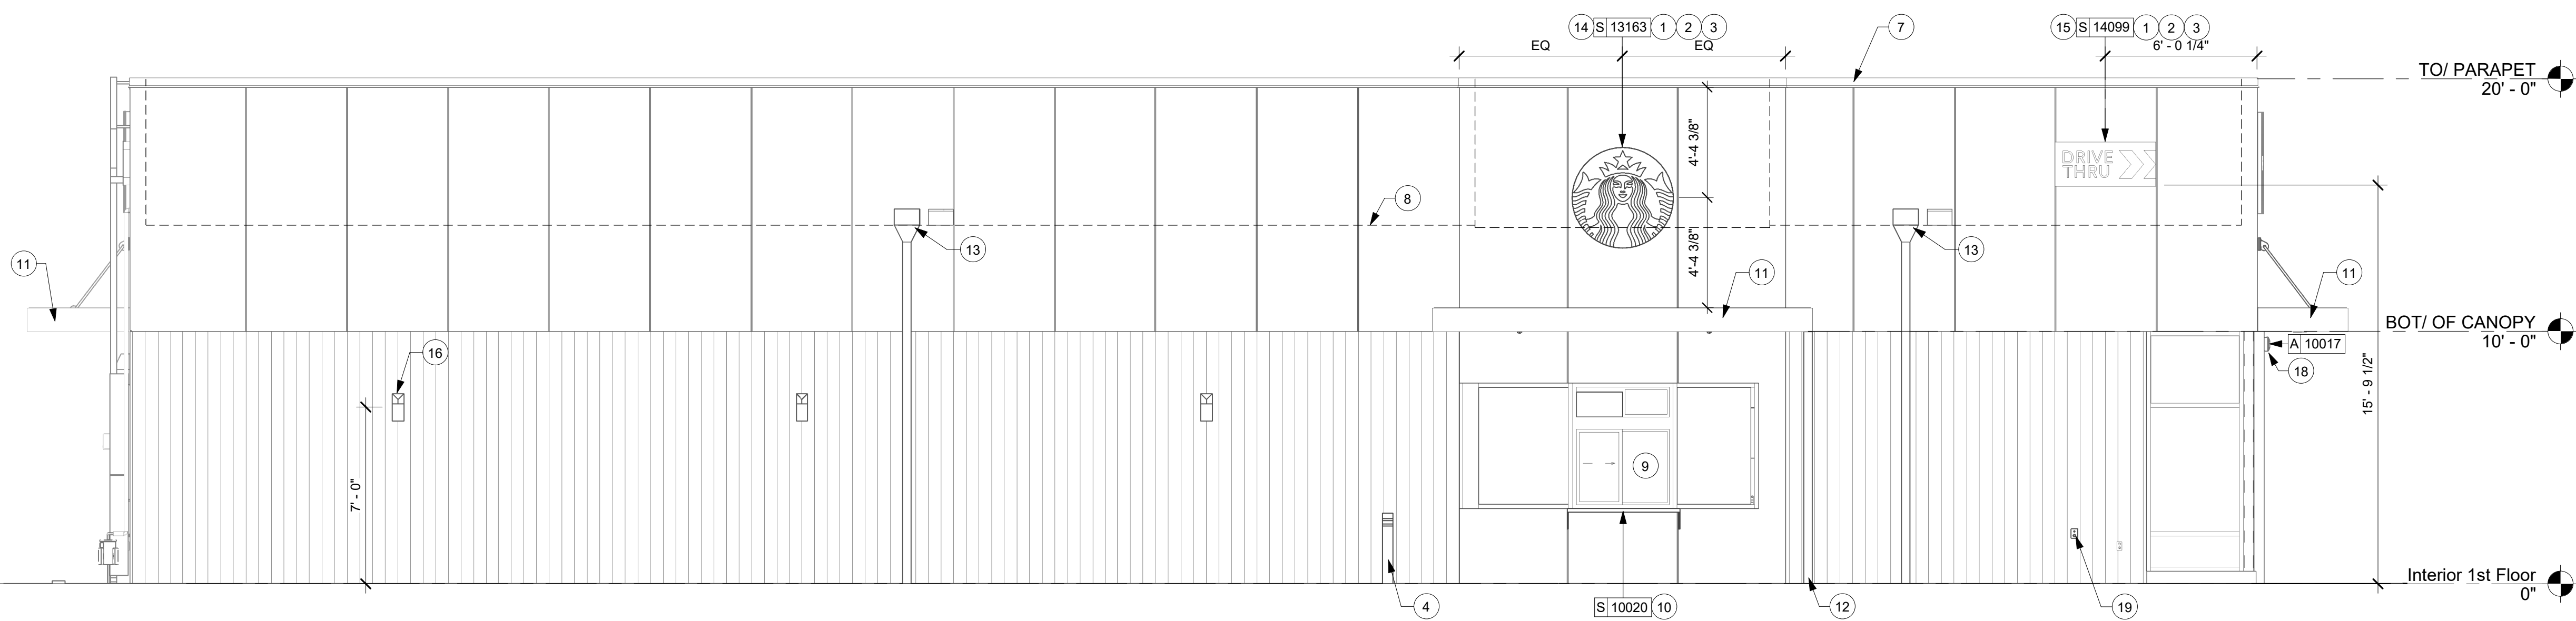 14 S 13163 1 2 3
EQ EQ
7
15 S 14099 1 2 3
6' - 0 1/4"
TO/ PARAPET
20' - 0"
4'-4 3/8"
DRIVE
THRU
8
13
13
4'-4 3/8"
11
11
11
BOT/ OF CANOPY
10' - 0"
A 10017
16
18
15' - 9 1/2"
9
7' - 0"
Interior 1st Floor
0"
4
S 10020 10
12
19